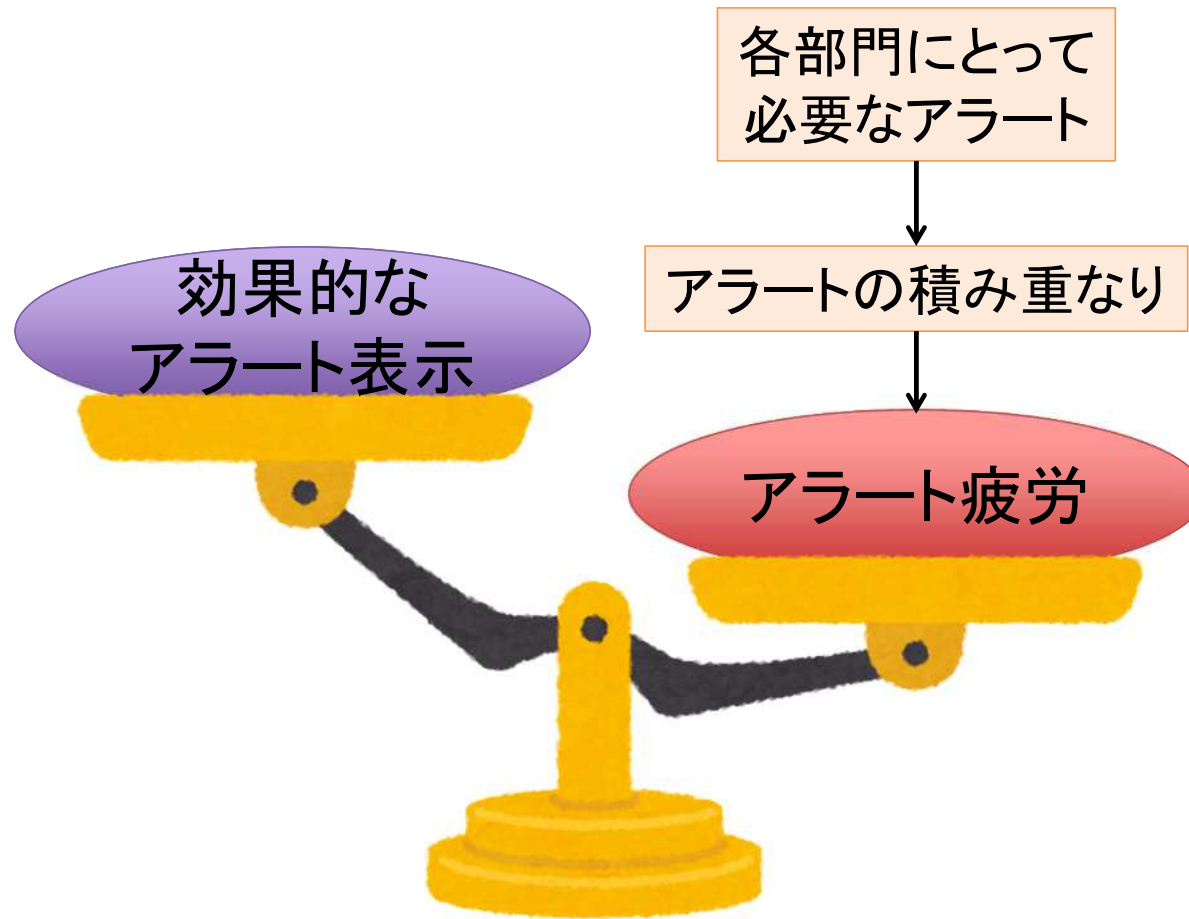 各部門にとって
必要なアラート
アラートの積み重なり
効果的な
アラート表示
アラート疲労